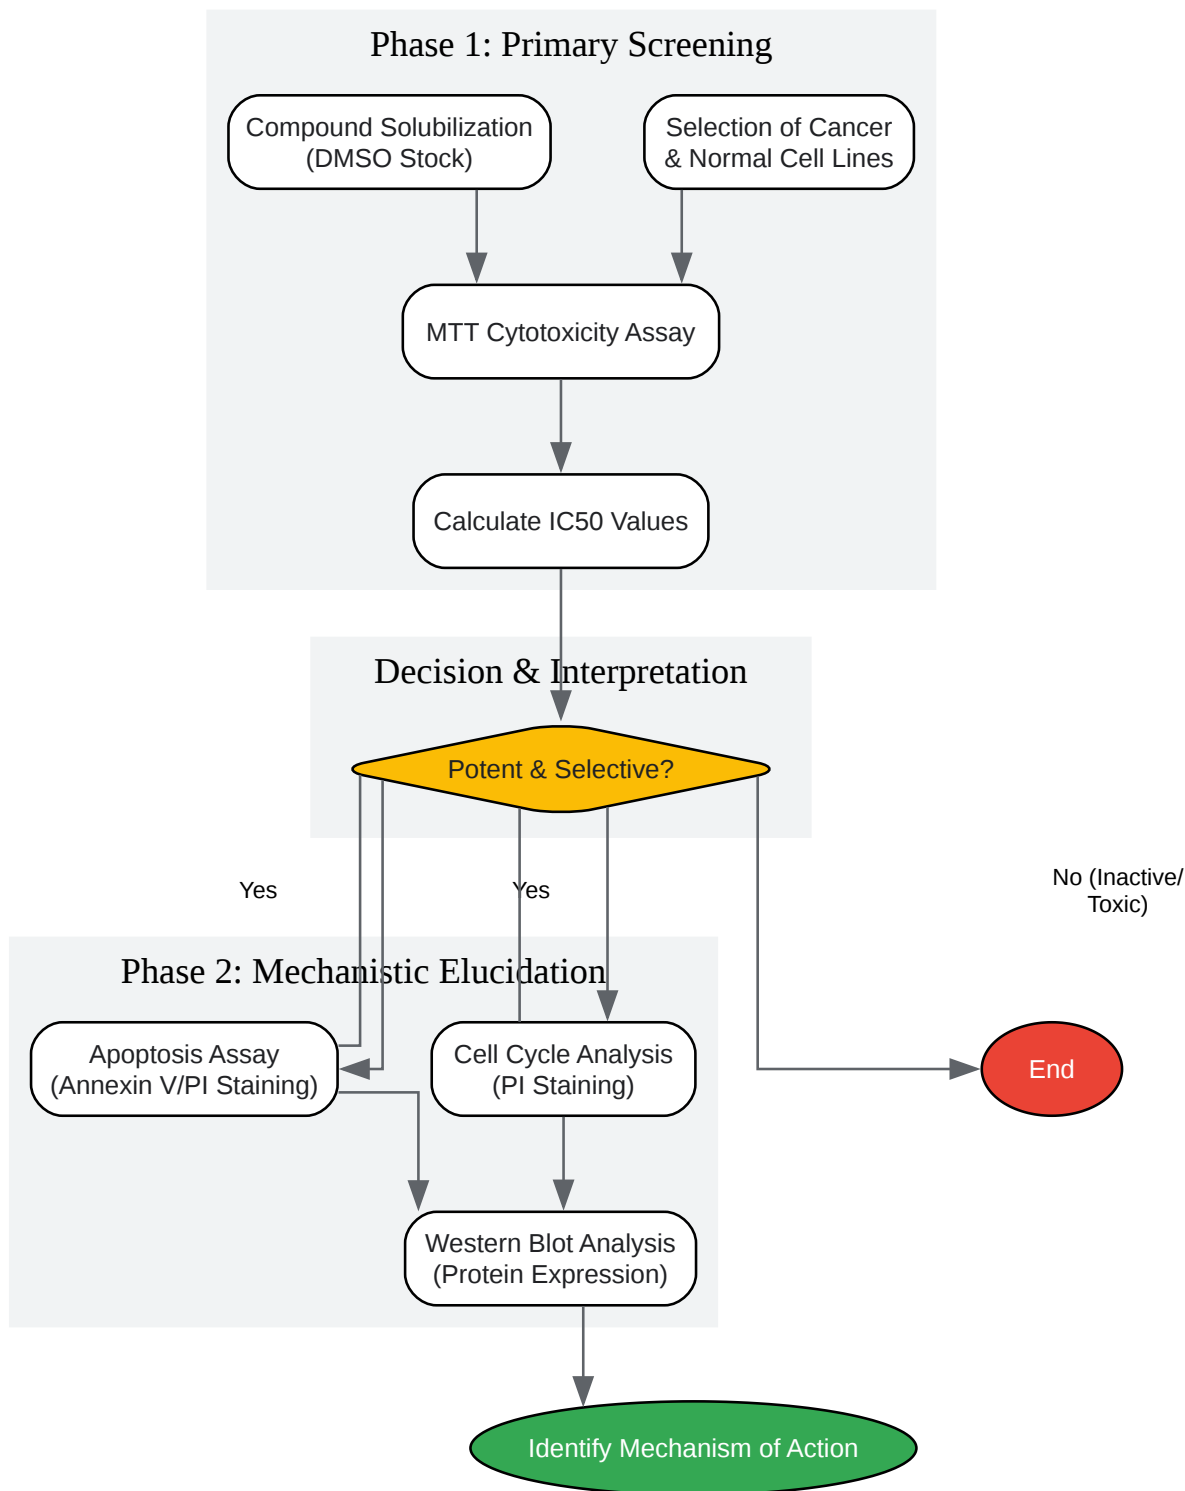 Phase 1: Primary Screening
Compound Solubilization
(DMSO Stock)
Selection of Cancer
& Normal Cell Lines
MTT Cytotoxicity Assay
Calculate IC50 Values
Decision & Interpretation
Potent & Selective?
Yes
Yes
No (Inactive/
Toxic)
Phase 2: Mechanistic Elucidation
Apoptosis Assay
(Annexin V/PI Staining)
Cell Cycle Analysis
(PI Staining)
End
Western Blot Analysis
(Protein Expression)
Identify Mechanism of Action